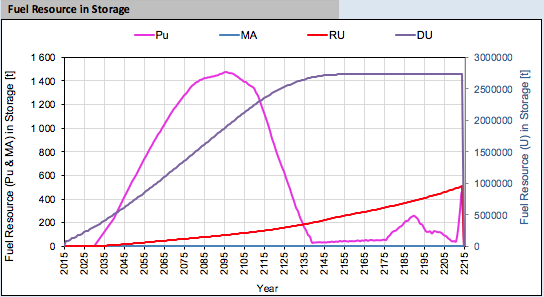 Fuel Resource in Storage
Pu MA RU DU
Fuel Resource (Pu & MA) in Storage [t]
1 600
1 400
1 200
1 000
800
600
400
200
0
3000000
2500000
2000000
1500000
1000000
500000
0
Fuel Resource (U) in Storage [t]
2015 2025 2035 2045 2055 2065 2075 2085 2095 2105 2115 2125 2135 2145 2155 2165 2175 2185 2195 2205 2215
Year